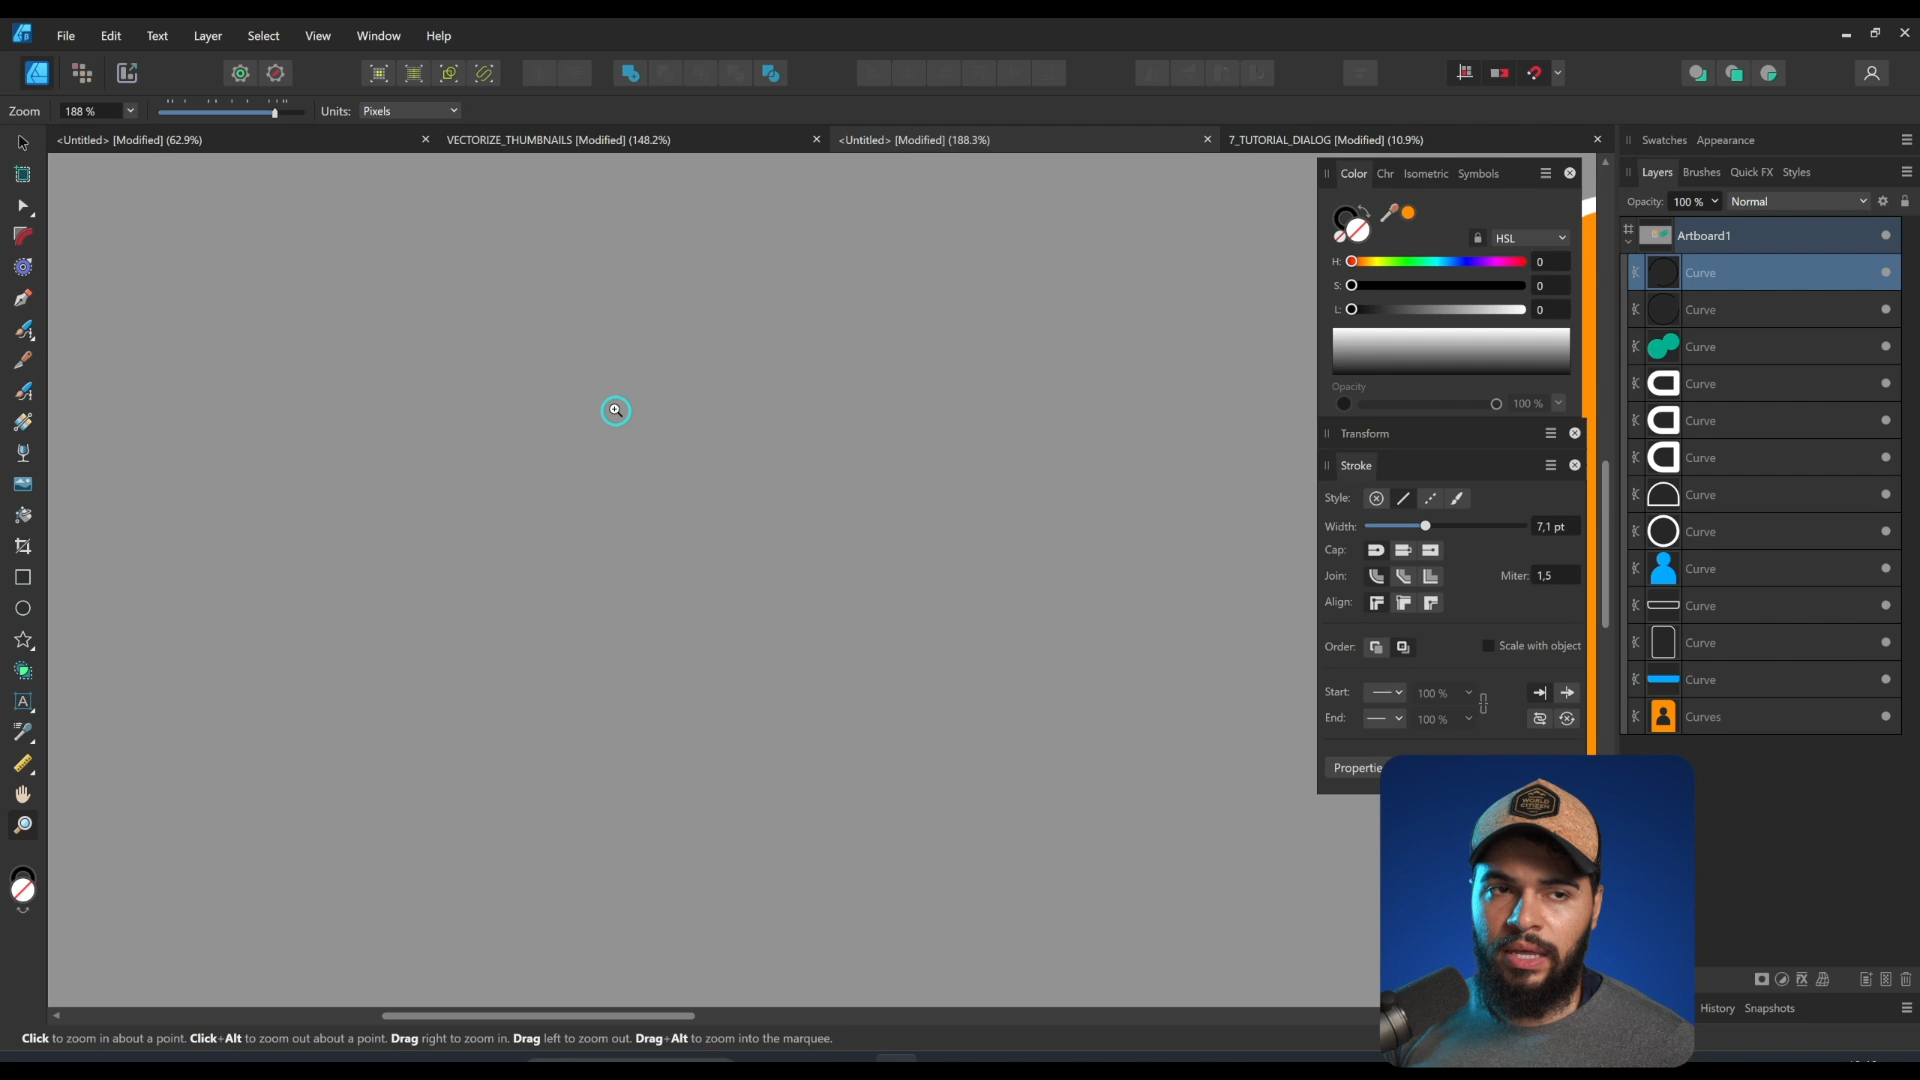 File Edit Text Layer Select View Window Help
Zoom 188 % Units: Pixels
<Untitled> [Modified] (62.9%) VECTORIZE_THUMBNAILS [Modified] (148.2%) <Untitled> [Modified] (188.3%) 7_TUTORIAL_DIALOG [Modified] (10.9%)
Swatches Appearance
Color Chr Isometric Symbols
Layers Brushes Quick FX Styles
Opacity: 100 % Normal
HSL
H: 0
S: 0
L: 0
Opacity
100 %
Transform
Stroke
Style:
Width: 7,1 pt
Cap:
Join: Miter: 1,5
Align:
Order: Scale with object
Start: 100 %
End: 100 %
Propertie
Artboard1
Curve
Curve
Curve
Curve
Curve
Curve
Curve
Curve
Curve
Curve
Curve
Curve
Curves
WORLD
CITIZEN
History Snapshots
Click to zoom in about a point. Click+Alt to zoom out about a point. Drag right to zoom in. Drag left to zoom out. Drag+Alt to zoom into the marquee.